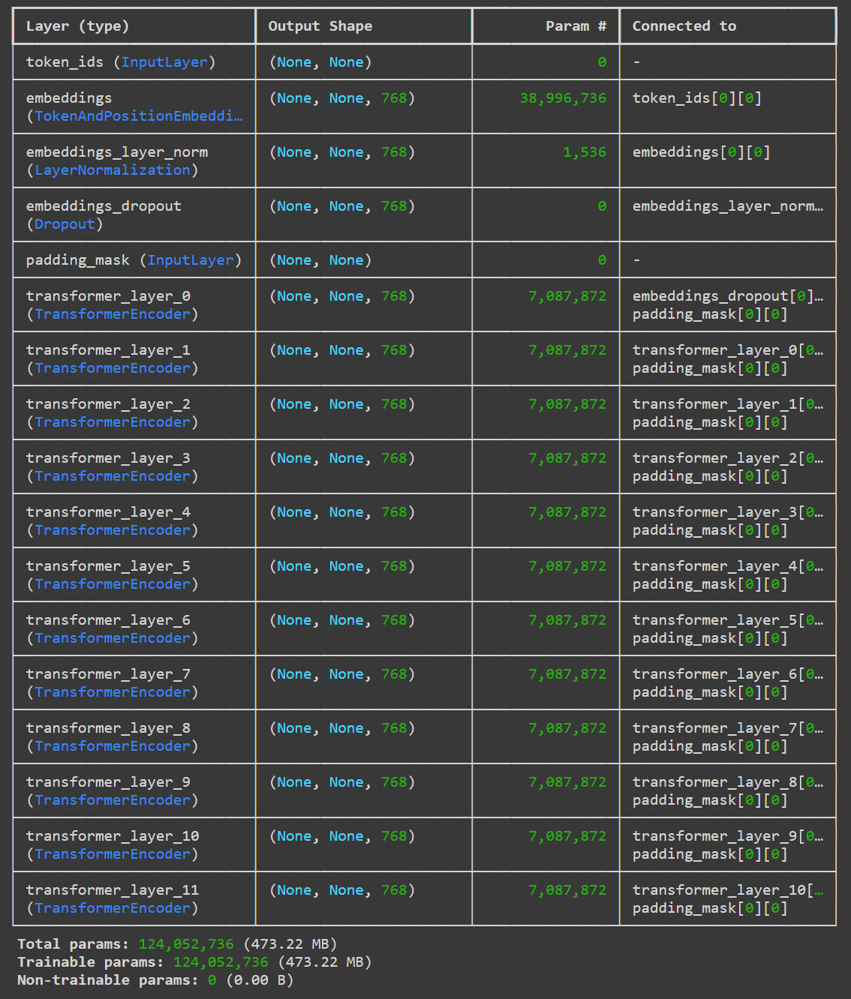 Layer (type) Output Shape Param # Connected to
token_ids (InputLayer) (None, None) 0 -
embeddings (None, None, 768) 38,996,736 token_ids[0][0]
(TokenAndPositionEmbeddi…
embeddings_layer_norm (None, None, 768) 1,536 embeddings[0][0]
(LayerNormalization)
embeddings_dropout (None, None, 768) 0 embeddings_layer_norm…
(Dropout)
padding_mask (InputLayer) (None, None) 0 -
transformer_layer_0 (None, None, 768) 7,087,872 embeddings_dropout[0]…
(TransformerEncoder) padding_mask[0][0]
transformer_layer_1 (None, None, 768) 7,087,872 transformer_layer_0[0…
(TransformerEncoder) padding_mask[0][0]
transformer_layer_2 (None, None, 768) 7,087,872 transformer_layer_1[0…
(TransformerEncoder) padding_mask[0][0]
transformer_layer_3 (None, None, 768) 7,087,872 transformer_layer_2[0…
(TransformerEncoder) padding_mask[0][0]
transformer_layer_4 (None, None, 768) 7,087,872 transformer_layer_3[0…
(TransformerEncoder) padding_mask[0][0]
transformer_layer_5 (None, None, 768) 7,087,872 transformer_layer_4[0…
(TransformerEncoder) padding_mask[0][0]
transformer_layer_6 (None, None, 768) 7,087,872 transformer_layer_5[0…
(TransformerEncoder) padding_mask[0][0]
transformer_layer_7 (None, None, 768) 7,087,872 transformer_layer_6[0…
(TransformerEncoder) padding_mask[0][0]
transformer_layer_8 (None, None, 768) 7,087,872 transformer_layer_7[0…
(TransformerEncoder) padding_mask[0][0]
transformer_layer_9 (None, None, 768) 7,087,872 transformer_layer_8[0…
(TransformerEncoder) padding_mask[0][0]
transformer_layer_10 (None, None, 768) 7,087,872 transformer_layer_9[0…
(TransformerEncoder) padding_mask[0][0]
transformer_layer_11 (None, None, 768) 7,087,872 transformer_layer_10[…
(TransformerEncoder) padding_mask[0][0]
Total params: 124,052,736 (473.22 MB)
Trainable params: 124,052,736 (473.22 MB)
Non-trainable params: 0 (0.00 B)